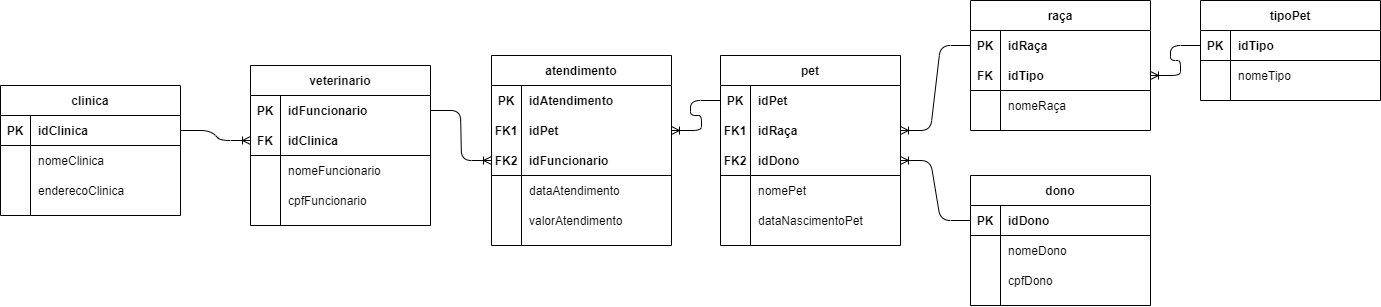 clinica
PK idClinica
nomeClinica
enderecoClinica
veterinario
PK idFuncionario
FK idClinica
nomeFuncionario
cpfFuncionario
atendimento
PK idAtendimento
FK1 idPet
FK2 idFuncionario
dataAtendimento
valorAtendimento
pet
PK idPet
FK1 idRaça
FK2 idDono
nomePet
dataNascimentoPet
raça
PK idRaça
FK idTipo
nomeRaça
tipoPet
PK idTipo
nomeTipo
dono
PK idDono
nomeDono
cpfDono